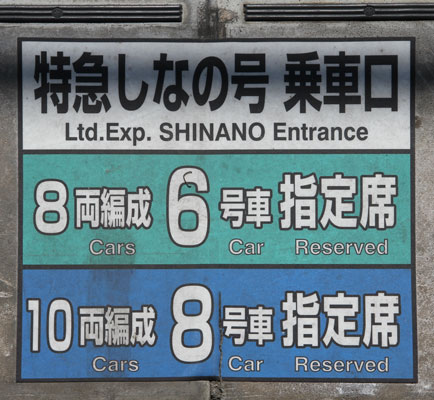 特急しなの号 乗車口
Ltd.Exp. SHINANO Entrance
8両編成 6号車 指定席
Cars Car Reserved
10両編成 8号車 指定席
Cars Car Reserved